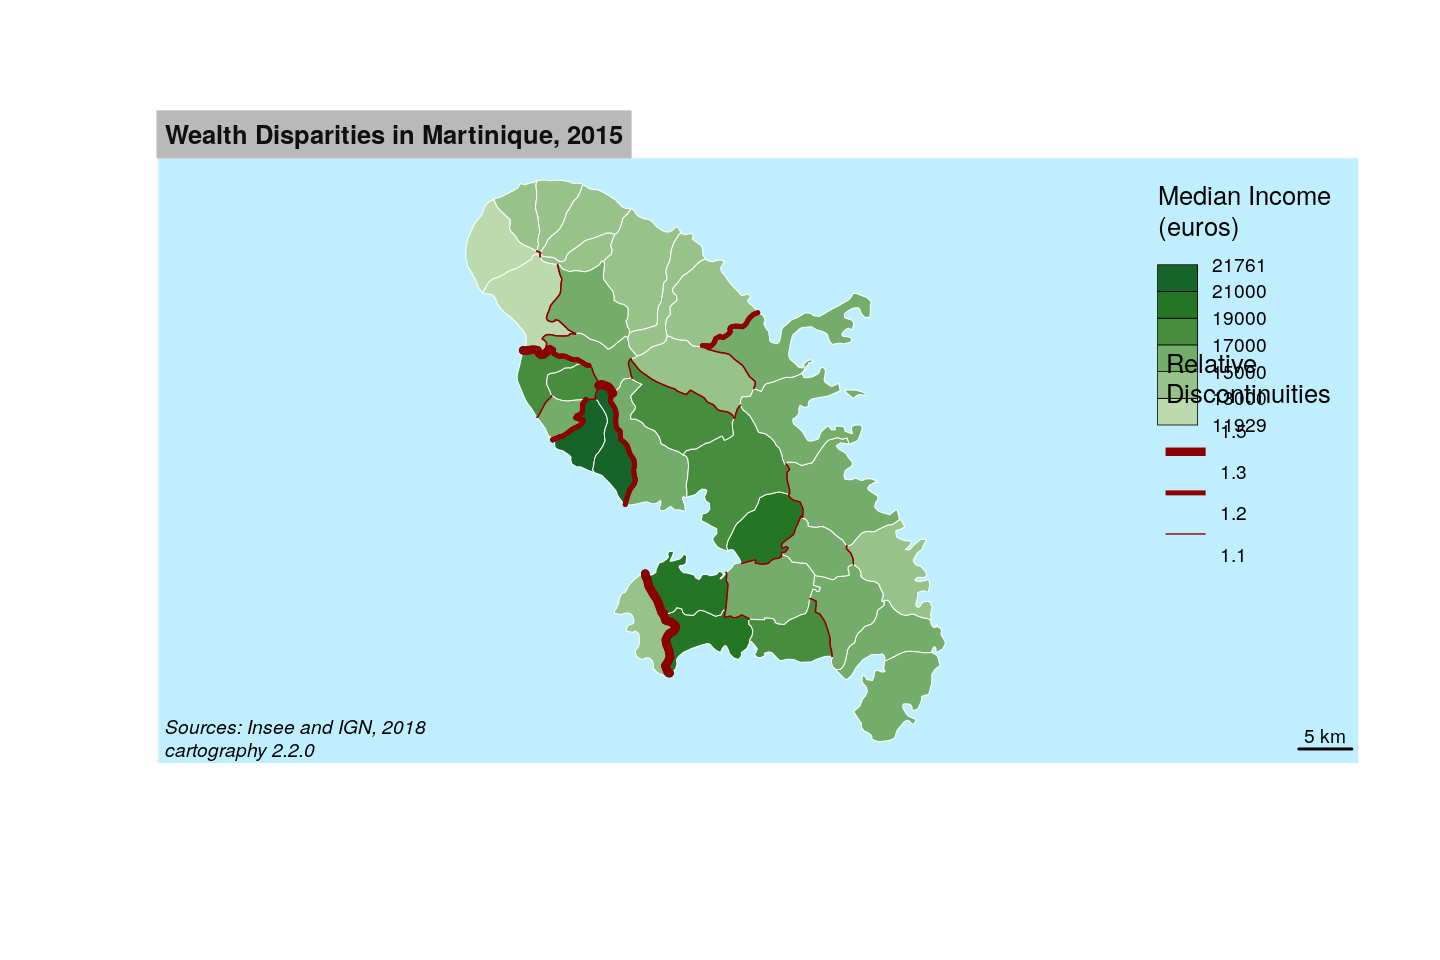 Wealth Disparities in Martinique, 2015
Median Income
(euros)
21761
21000
19000
17000
15000
13000
11929
Relative
Discontinuities
1.5
1.3
1.2
1.1
Sources: Insee and IGN, 2018
cartography 2.2.0
5 km